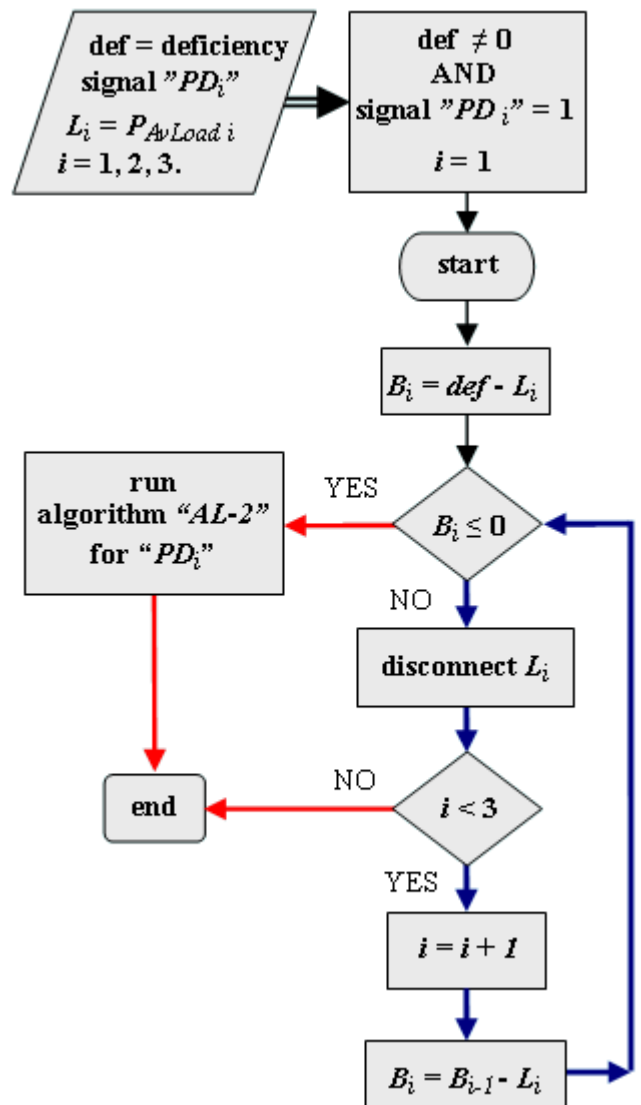 def = deficiency
signal "PDᵢ"
Lᵢ = P_AvLoad i
i = 1, 2, 3.
def ≠ 0
AND
signal "PD ᵢ" = 1
i = 1
start
Bᵢ = def - Lᵢ
Bᵢ ≤ 0
YES
run
algorithm "AL-2"
for "PDᵢ"
NO
disconnect Lᵢ
i < 3
NO
end
YES
i = i + 1
Bᵢ = Bᵢ₋₁ - Lᵢ